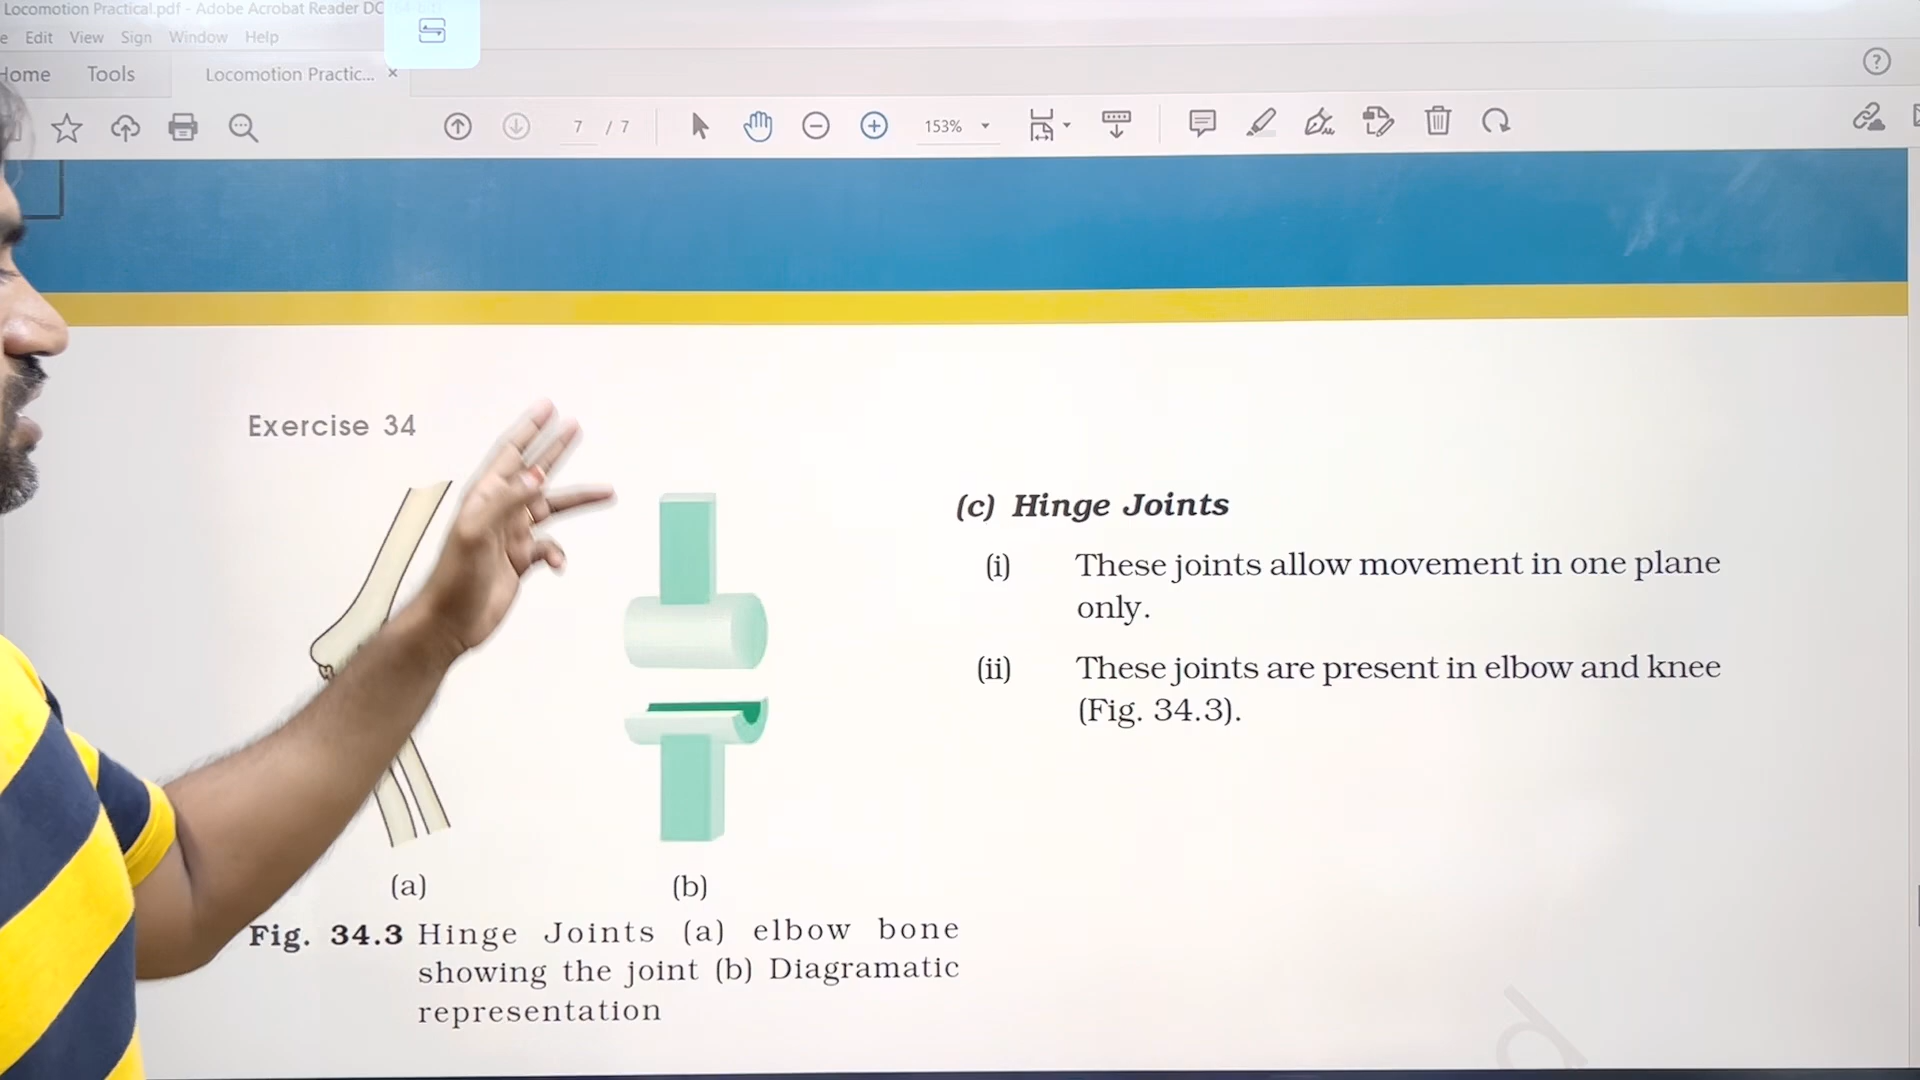 Locomotion Practical.pdf - Adobe Acrobat Reader DC
Edit View Sign Window Help
Home Tools Locomotion Practic... ×
7 / 7 153%
Exercise 34
(c) Hinge Joints
(i) These joints allow movement in one plane
only.
(ii) These joints are present in elbow and knee
(Fig. 34.3).
(a) (b)
Fig. 34.3 Hinge Joints (a) elbow bone
showing the joint (b) Diagramatic
representation
d